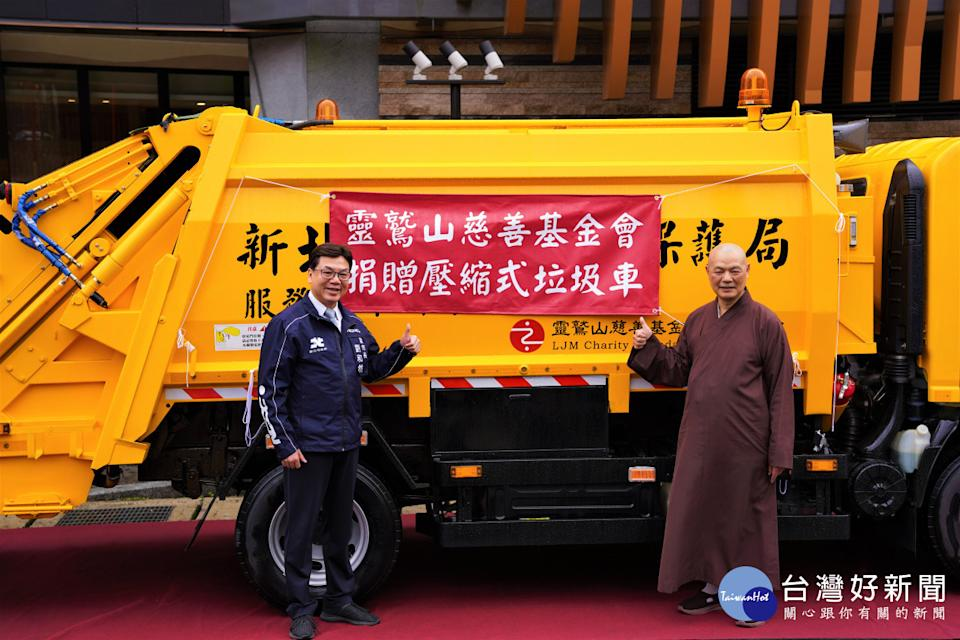 靈鷲山慈善基金會
捐贈壓縮式垃圾車
新北
保護局
服務
靈鷲山慈善基金
LJM Charity
TaiwanHot
台灣好新聞
關心跟你有關的新聞